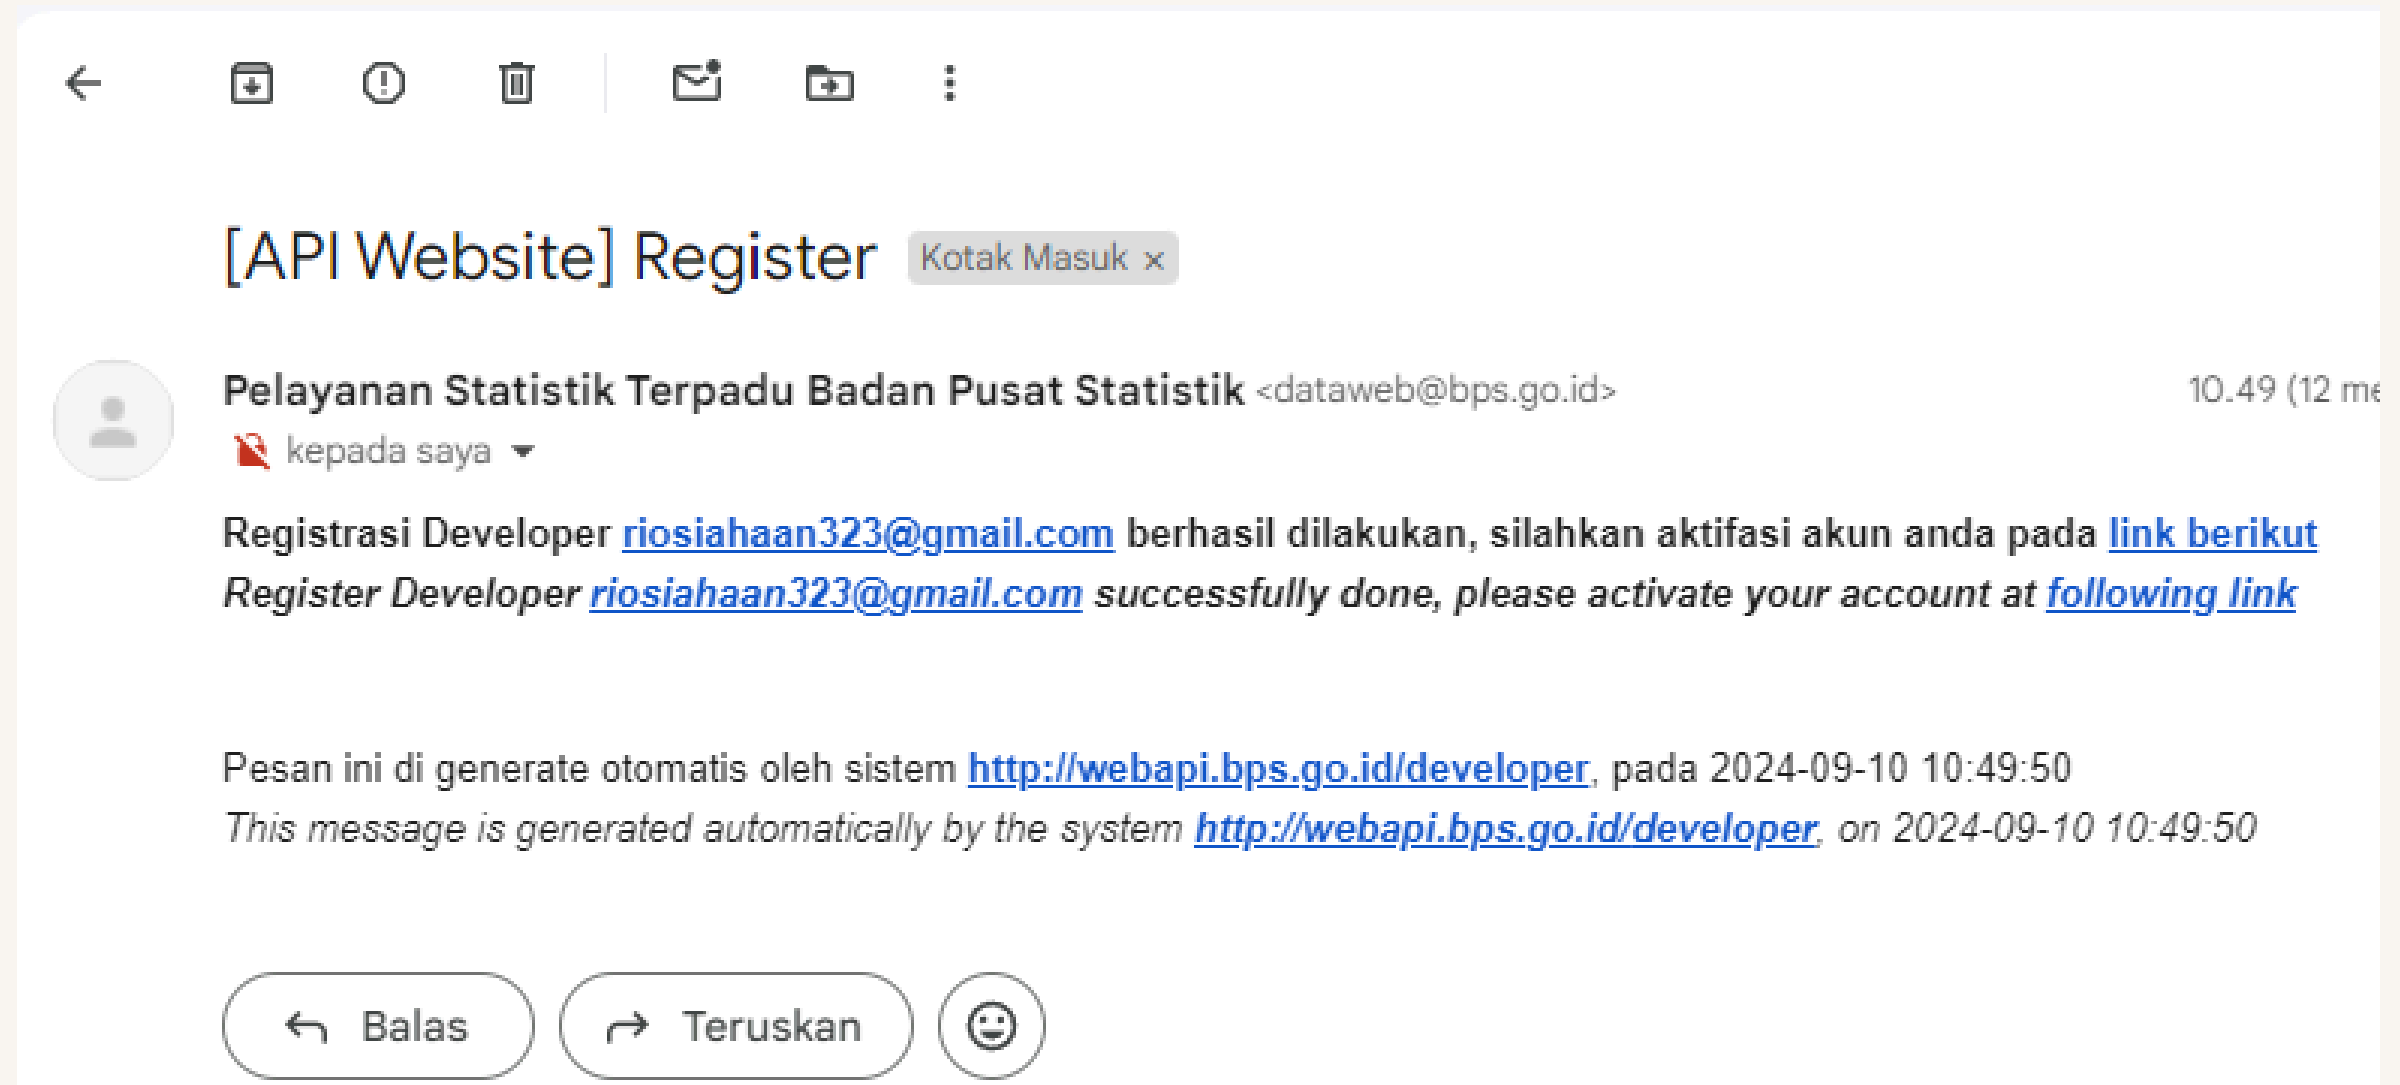 [API Website] Register Kotak Masuk ×
Pelayanan Statistik Terpadu Badan Pusat Statistik <dataweb@bps.go.id> 10.49 (12
kepada saya
Registrasi Developer riosiahaan323@gmail.com berhasil dilakukan, silahkan aktifasi akun anda pada link berikut
Register Developer riosiahaan323@gmail.com successfully done, please activate your account at following link
Pesan ini di generate otomatis oleh sistem http://webapi.bps.go.id/developer, pada 2024-09-10 10:49:50
This message is generated automatically by the system http://webapi.bps.go.id/developer, on 2024-09-10 10:49:50
Balas Teruskan